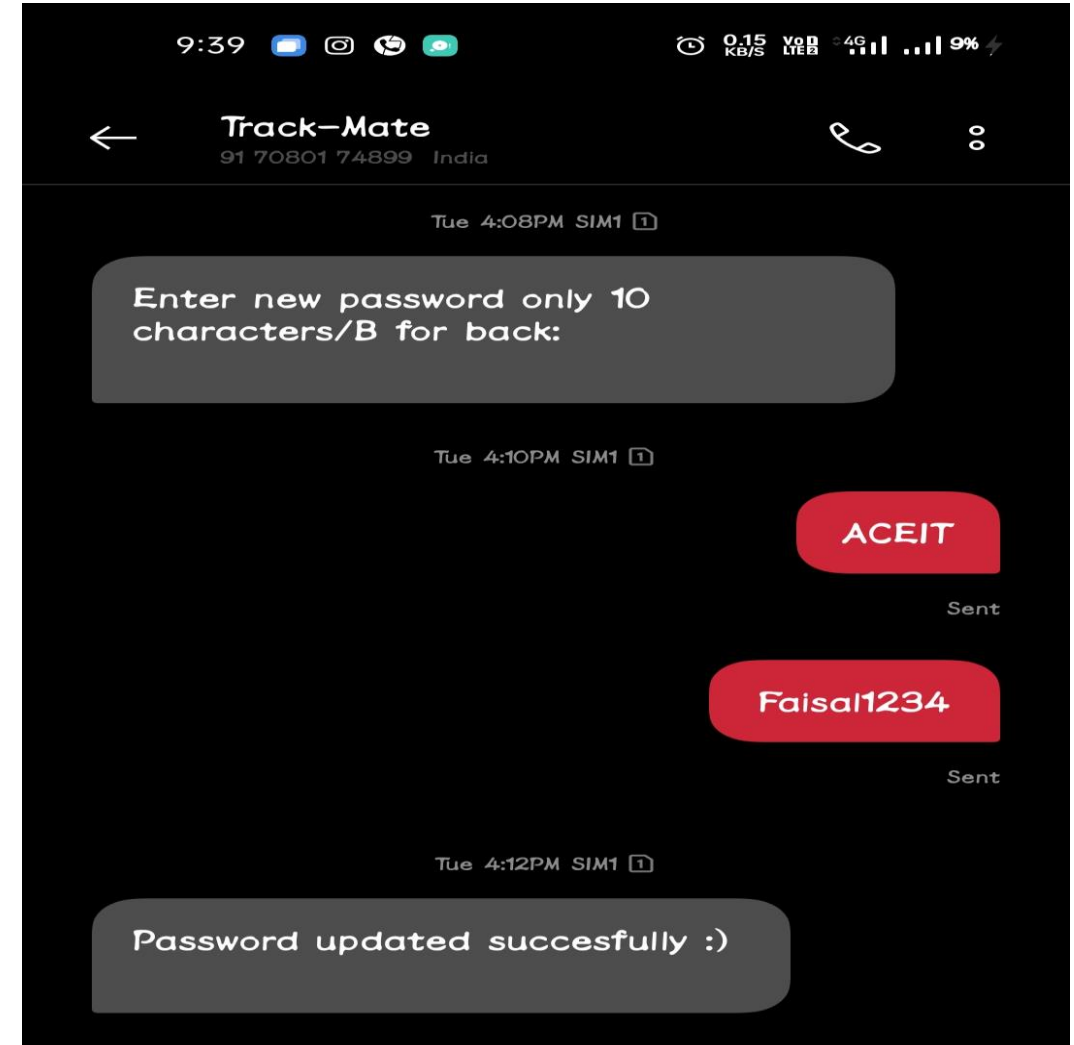 9:39 0.15 KB/S VoD LTE2 4G 9%
Track-Mate
91 70801 74899 India
Tue 4:08PM SIM1 1
Enter new password only 10
characters/B for back:
Tue 4:10PM SIM1 1
ACEIT
Sent
Faisal1234
Sent
Tue 4:12PM SIM1 1
Password updated succesfully :)